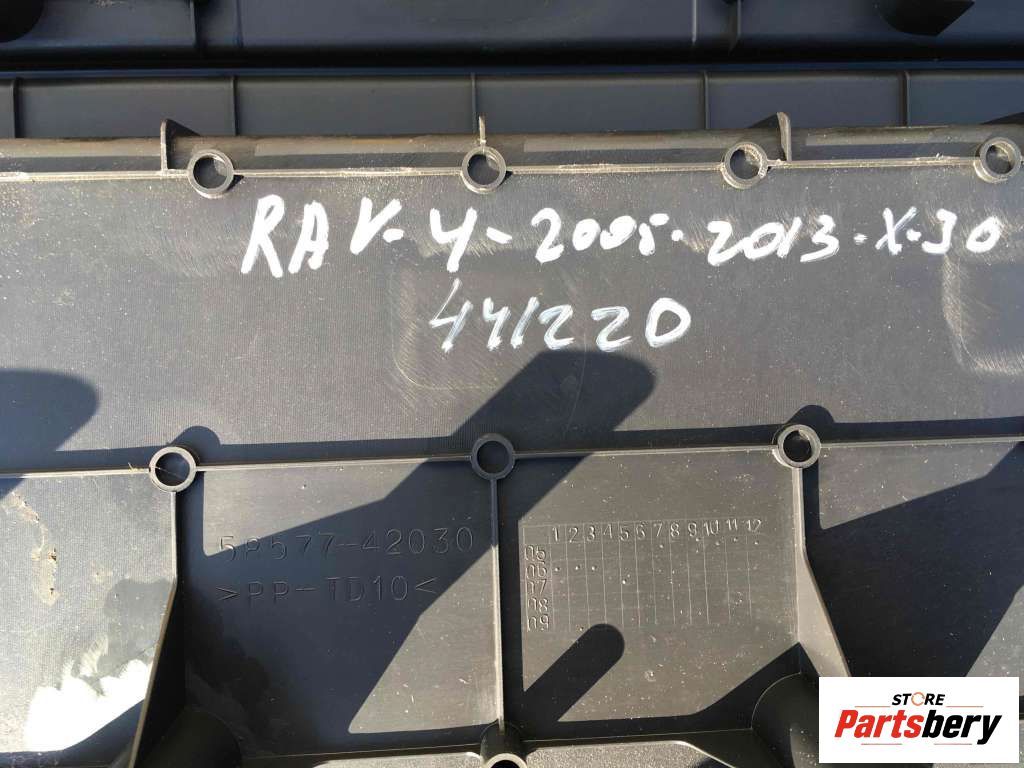 RAV-4-2005-2013-X-30
441220
58577-42030
>PP-TD10<
1 2 3 4 5 6 7 8 9 10 11 12
05
06
07
08
09
STORE
Partsbery